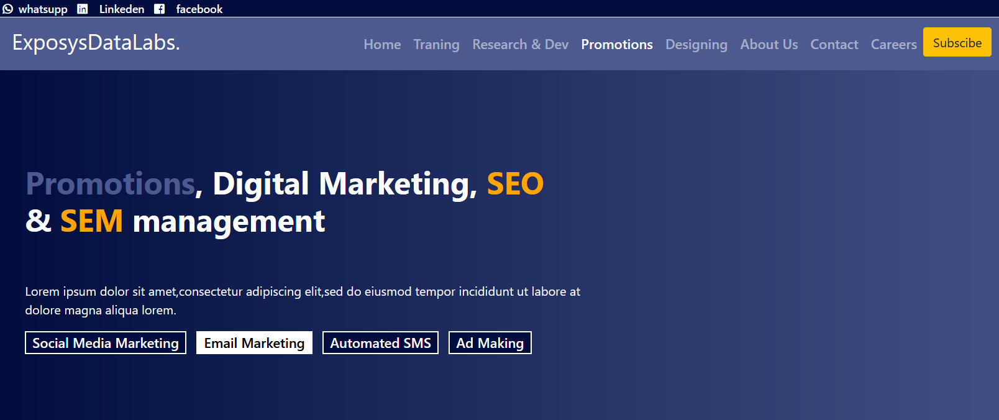 whatsupp Linkeden facebook
ExposysDataLabs.
Home Traning Research & Dev Promotions Designing About Us Contact Careers Subscibe
Promotions, Digital Marketing, SEO
& SEM management
Lorem ipsum dolor sit amet,consectetur adipiscing elit,sed do eiusmod tempor incididunt ut labore at
dolore magna aliqua lorem.
Social Media Marketing Email Marketing Automated SMS Ad Making